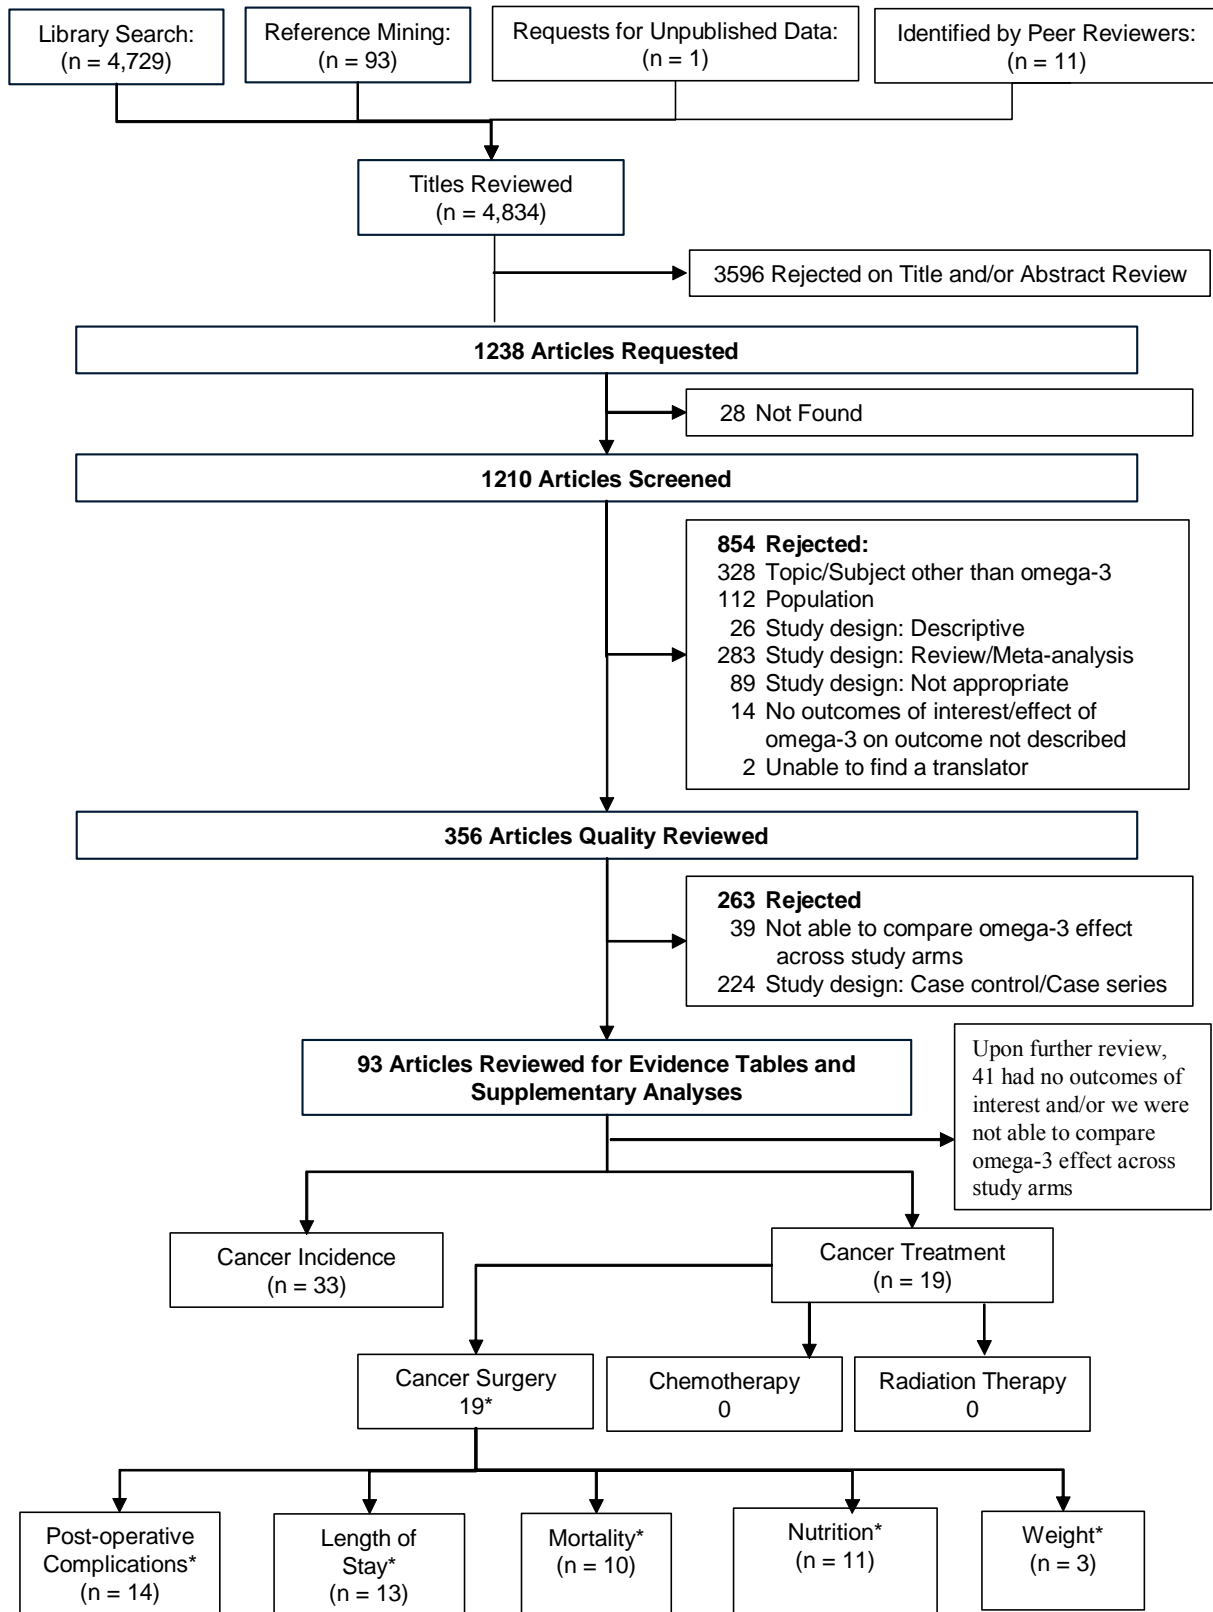 Library Search:
(n = 4,729)
Reference Mining:
(n = 93)
Requests for Unpublished Data:
(n = 1)
Identified by Peer Reviewers:
(n = 11)
Titles Reviewed
(n = 4,834)
3596 Rejected on Title and/or Abstract Review
1238 Articles Requested
28 Not Found
1210 Articles Screened
854 Rejected:
328 Topic/Subject other than omega-3
112 Population
26 Study design: Descriptive
283 Study design: Review/Meta-analysis
89 Study design: Not appropriate
14 No outcomes of interest/effect of
omega-3 on outcome not described
2 Unable to find a translator
356 Articles Quality Reviewed
263 Rejected
39 Not able to compare omega-3 effect
across study arms
224 Study design: Case control/Case series
93 Articles Reviewed for Evidence Tables and
Supplementary Analyses
Upon further review,
41 had no outcomes of
interest and/or we were
not able to compare
omega-3 effect across
study arms
Cancer Incidence
(n = 33)
Cancer Treatment
(n = 19)
Cancer Surgery
19*
Chemotherapy
0
Radiation Therapy
0
Post-operative
Complications*
(n = 14)
Length of
Stay*
(n = 13)
Mortality*
(n = 10)
Nutrition*
(n = 11)
Weight*
(n = 3)